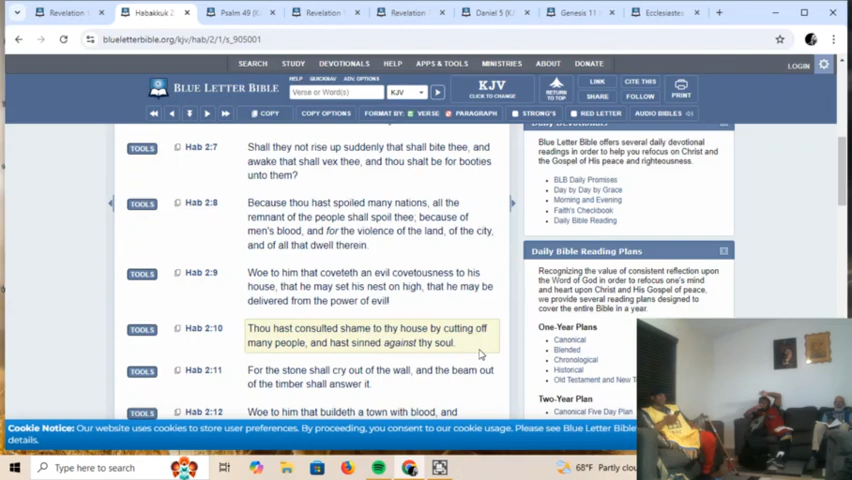 Revelation 1
Habakkuk 2
Psalm 49 (K
Revelation
Revelation
Daniel 5 (K
Genesis 11
Ecclesiastes
blueletterbible.org/kjv/hab/2/1/s_905001
SEARCH STUDY DEVOTIONALS HELP APPS & TOOLS MINISTRIES ABOUT DONATE
LOGIN
BLUE LETTER BIBLE
HELP QUICKNAV ADV. OPTIONS
Verse or Word(s)
KJV
KJV
CLICK TO CHANGE
RETURN
TO TOP
LINK
SHARE
CITE THIS
FOLLOW
PRINT
COPY COPY OPTIONS FORMAT BY: VERSE PARAGRAPH STRONG'S RED LETTER AUDIO BIBLES
TOOLS Hab 2:7 Shall they not rise up suddenly that shall bite thee, and
awake that shall vex thee, and thou shalt be for booties
unto them?
TOOLS Hab 2:8 Because thou hast spoiled many nations, all the
remnant of the people shall spoil thee; because of
men's blood, and for the violence of the land, of the city,
and of all that dwell therein.
TOOLS Hab 2:9 Woe to him that coveteth an evil covetousness to his
house, that he may set his nest on high, that he may be
delivered from the power of evil!
TOOLS Hab 2:10 Thou hast consulted shame to thy house by cutting off
many people, and hast sinned against thy soul.
TOOLS Hab 2:11 For the stone shall cry out of the wall, and the beam out
of the timber shall answer it.
TOOLS Hab 2:12 Woe to him that buildeth a town with blood, and
Daily Devotionals
Blue Letter Bible offers several daily devotional
readings in order to help you refocus on Christ and
the Gospel of His peace and righteousness.
BLB Daily Promises
Day by Day by Grace
Morning and Evening
Faith's Checkbook
Daily Bible Reading
Daily Bible Reading Plans
Recognizing the value of consistent reflection upon
the Word of God in order to refocus one's
mind and heart upon Christ and His Gospel of
peace, we provide several reading plans designed to
cover the entire Bible in a year.
One-Year Plans
Canonical
Blended
Chronological
Historical
Old Testament and New T
Two-Year Plan
Canonical Five Day Plan
Cookie Notice: Our website uses cookies to store user preferences. By proceeding, you consent to our cookie usage. Please see Blue Letter Bible
details.
Type here to search
68°F Partly clou